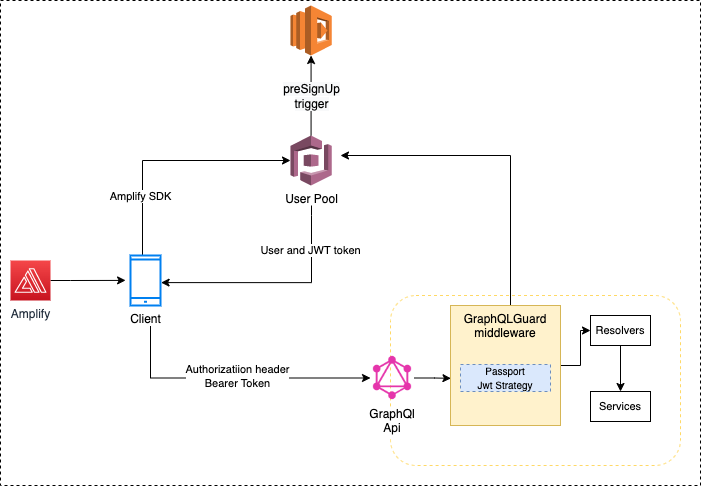 preSignUp
trigger
User Pool
Amplify SDK
User and JWT token
Amplify
Client
GraphQLGuard
middleware
Resolvers
Passport
Jwt Strategy
Authorizatiion header
Bearer Token
Services
GraphQl
Api